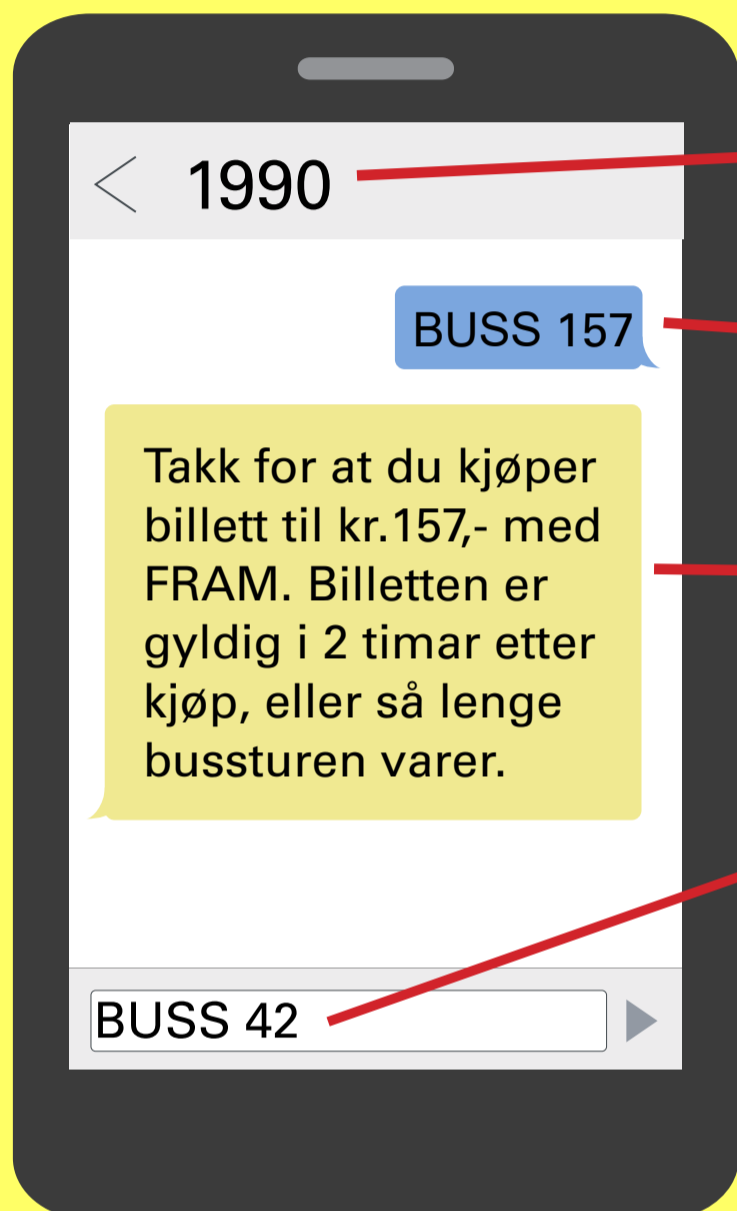 1990
BUSS 157
Takk for at du kjøper
billett til kr.157,- med
FRAM. Billetten er
gyldig i 2 timar etter
kjøp, eller så lenge
bussturen varer.
BUSS 42